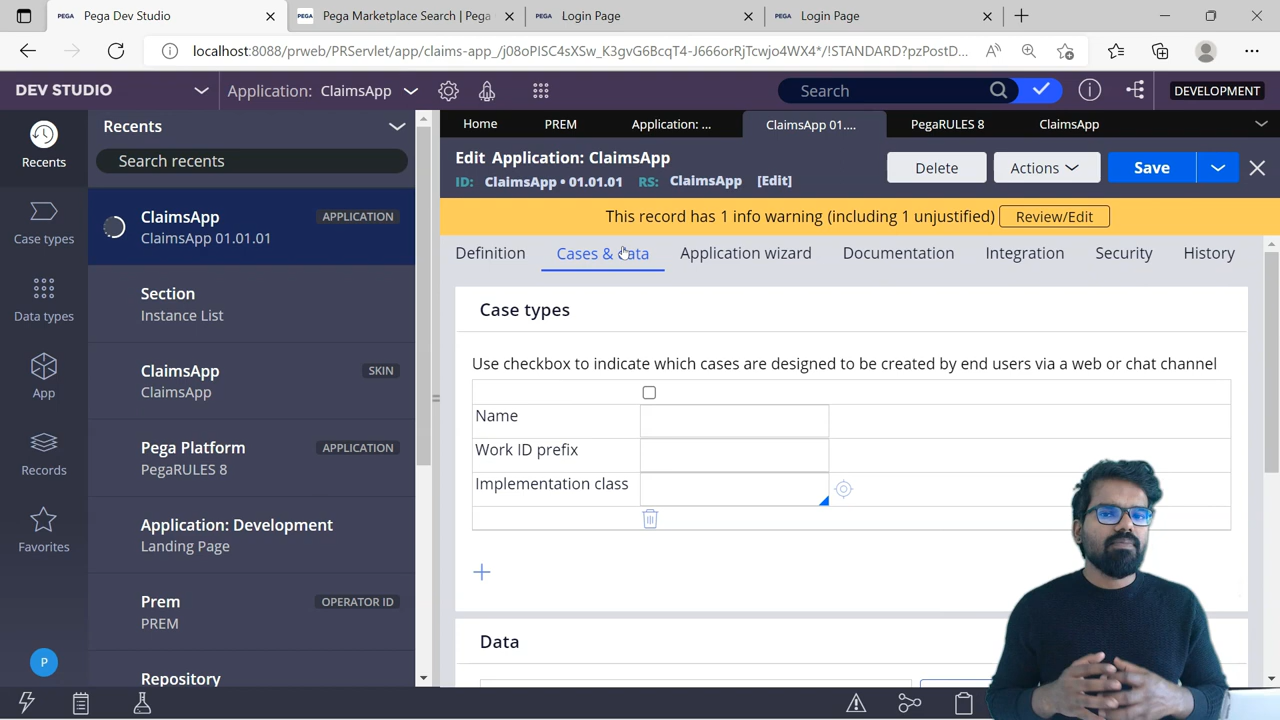 PEGA Pega Dev Studio
PEGA Pega Marketplace Search | Pega
PEGA Login Page
PEGA Login Page
localhost:8088/prweb/PRServlet/app/claims-app_/j08oPISC4sXSw_K3gvG6BcqT4-J666orRjTcwjo4WX4*/!STANDARD?pzPostD...
DEV STUDIO
Application: ClaimsApp
Search
DEVELOPMENT
Recents
Case types
Data types
App
Records
Favorites
P
Recents
Search recents
ClaimsApp APPLICATION
ClaimsApp 01.01.01
Section
Instance List
ClaimsApp SKIN
ClaimsApp
Pega Platform APPLICATION
PegaRULES 8
Application: Development
Landing Page
Prem OPERATOR ID
PREM
Repository
Home PREM Application: ... ClaimsApp 01.... PegaRULES 8 ClaimsApp
Edit Application: ClaimsApp
ID: ClaimsApp • 01.01.01 RS: ClaimsApp [Edit]
Delete Actions Save
This record has 1 info warning (including 1 unjustified) Review/Edit
Definition Cases & Data Application wizard Documentation Integration Security History
Case types
Use checkbox to indicate which cases are designed to be created by end users via a web or chat channel
Name
Work ID prefix
Implementation class
Data